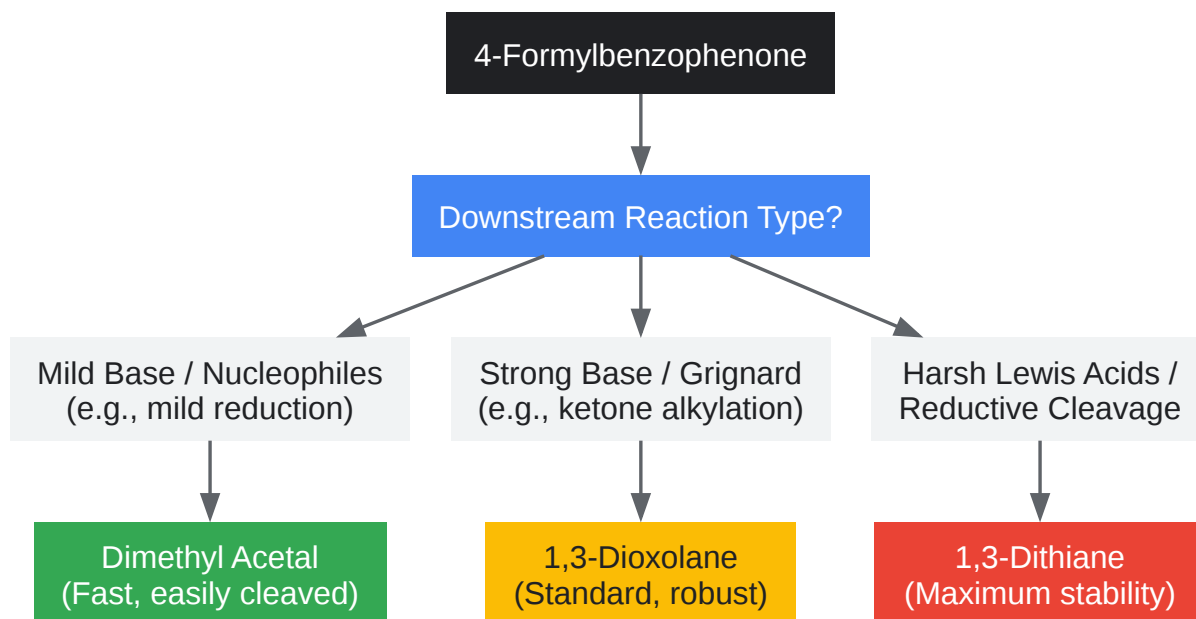 4-Formylbenzophenone
Downstream Reaction Type?
Mild Base / Nucleophiles
(e.g., mild reduction)
Strong Base / Grignard
(e.g., ketone alkylation)
Harsh Lewis Acids /
Reductive Cleavage
Dimethyl Acetal
(Fast, easily cleaved)
1,3-Dioxolane
(Standard, robust)
1,3-Dithiane
(Maximum stability)